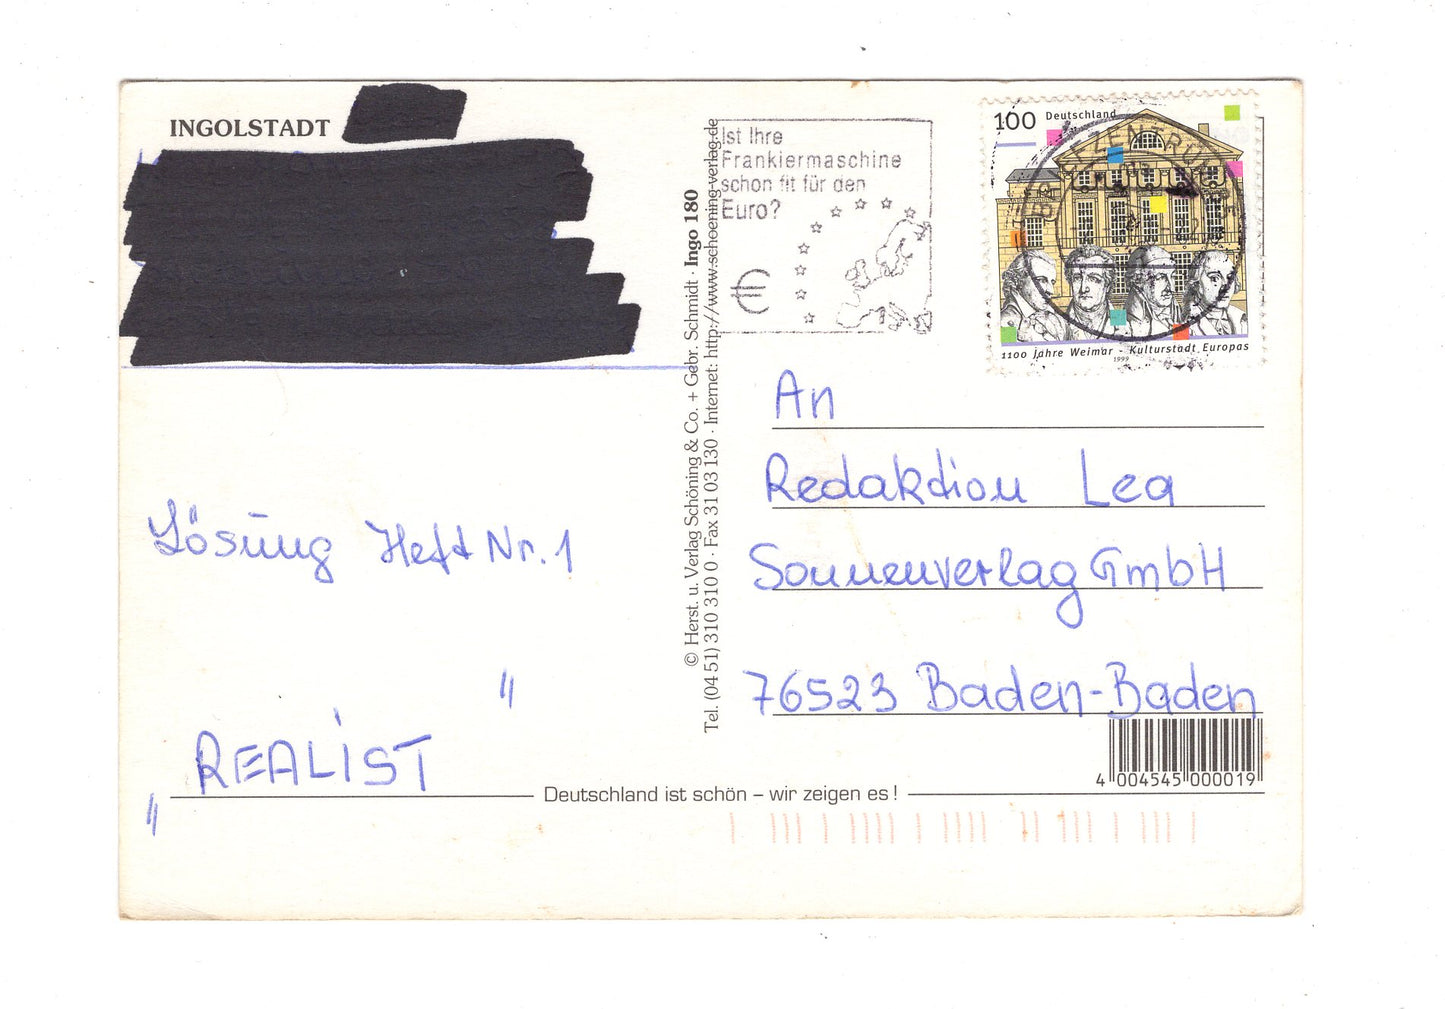 INGOLSTADT
Ist Ihre
Frankiermaschine
schon fit für den
Euro?
€
100 Deutschland
1100 Jahre Weimar - Kulturstadt Europas
1999
© Herst. u. Verlag Schöning & Co. + Gebr. Schmidt · Ingo 180
Tel. (04 51) 310 310 0 · Fax 31 03 130 · Internet: http://www.schoening-verlag.de
An
Redaktion Lea
Sonnenverlag GmbH
76523 Baden-Baden
Lösung Heft Nr. 1
„REALiST"
4 004545 000019
Deutschland ist schön – wir zeigen es !